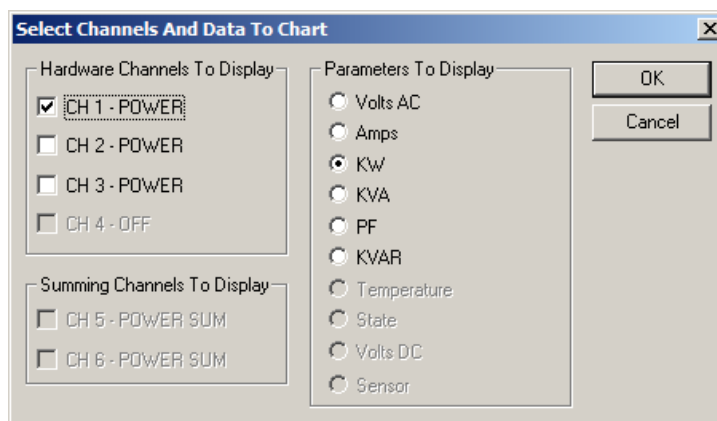 Select Channels And Data To Chart
Hardware Channels To Display
CH 1 - POWER
CH 2 - POWER
CH 3 - POWER
CH 4 - OFF
Summing Channels To Display
CH 5 - POWER SUM
CH 6 - POWER SUM
Parameters To Display
Volts AC
Amps
KW
KVA
PF
KVAR
Temperature
State
Volts DC
Sensor
OK
Cancel